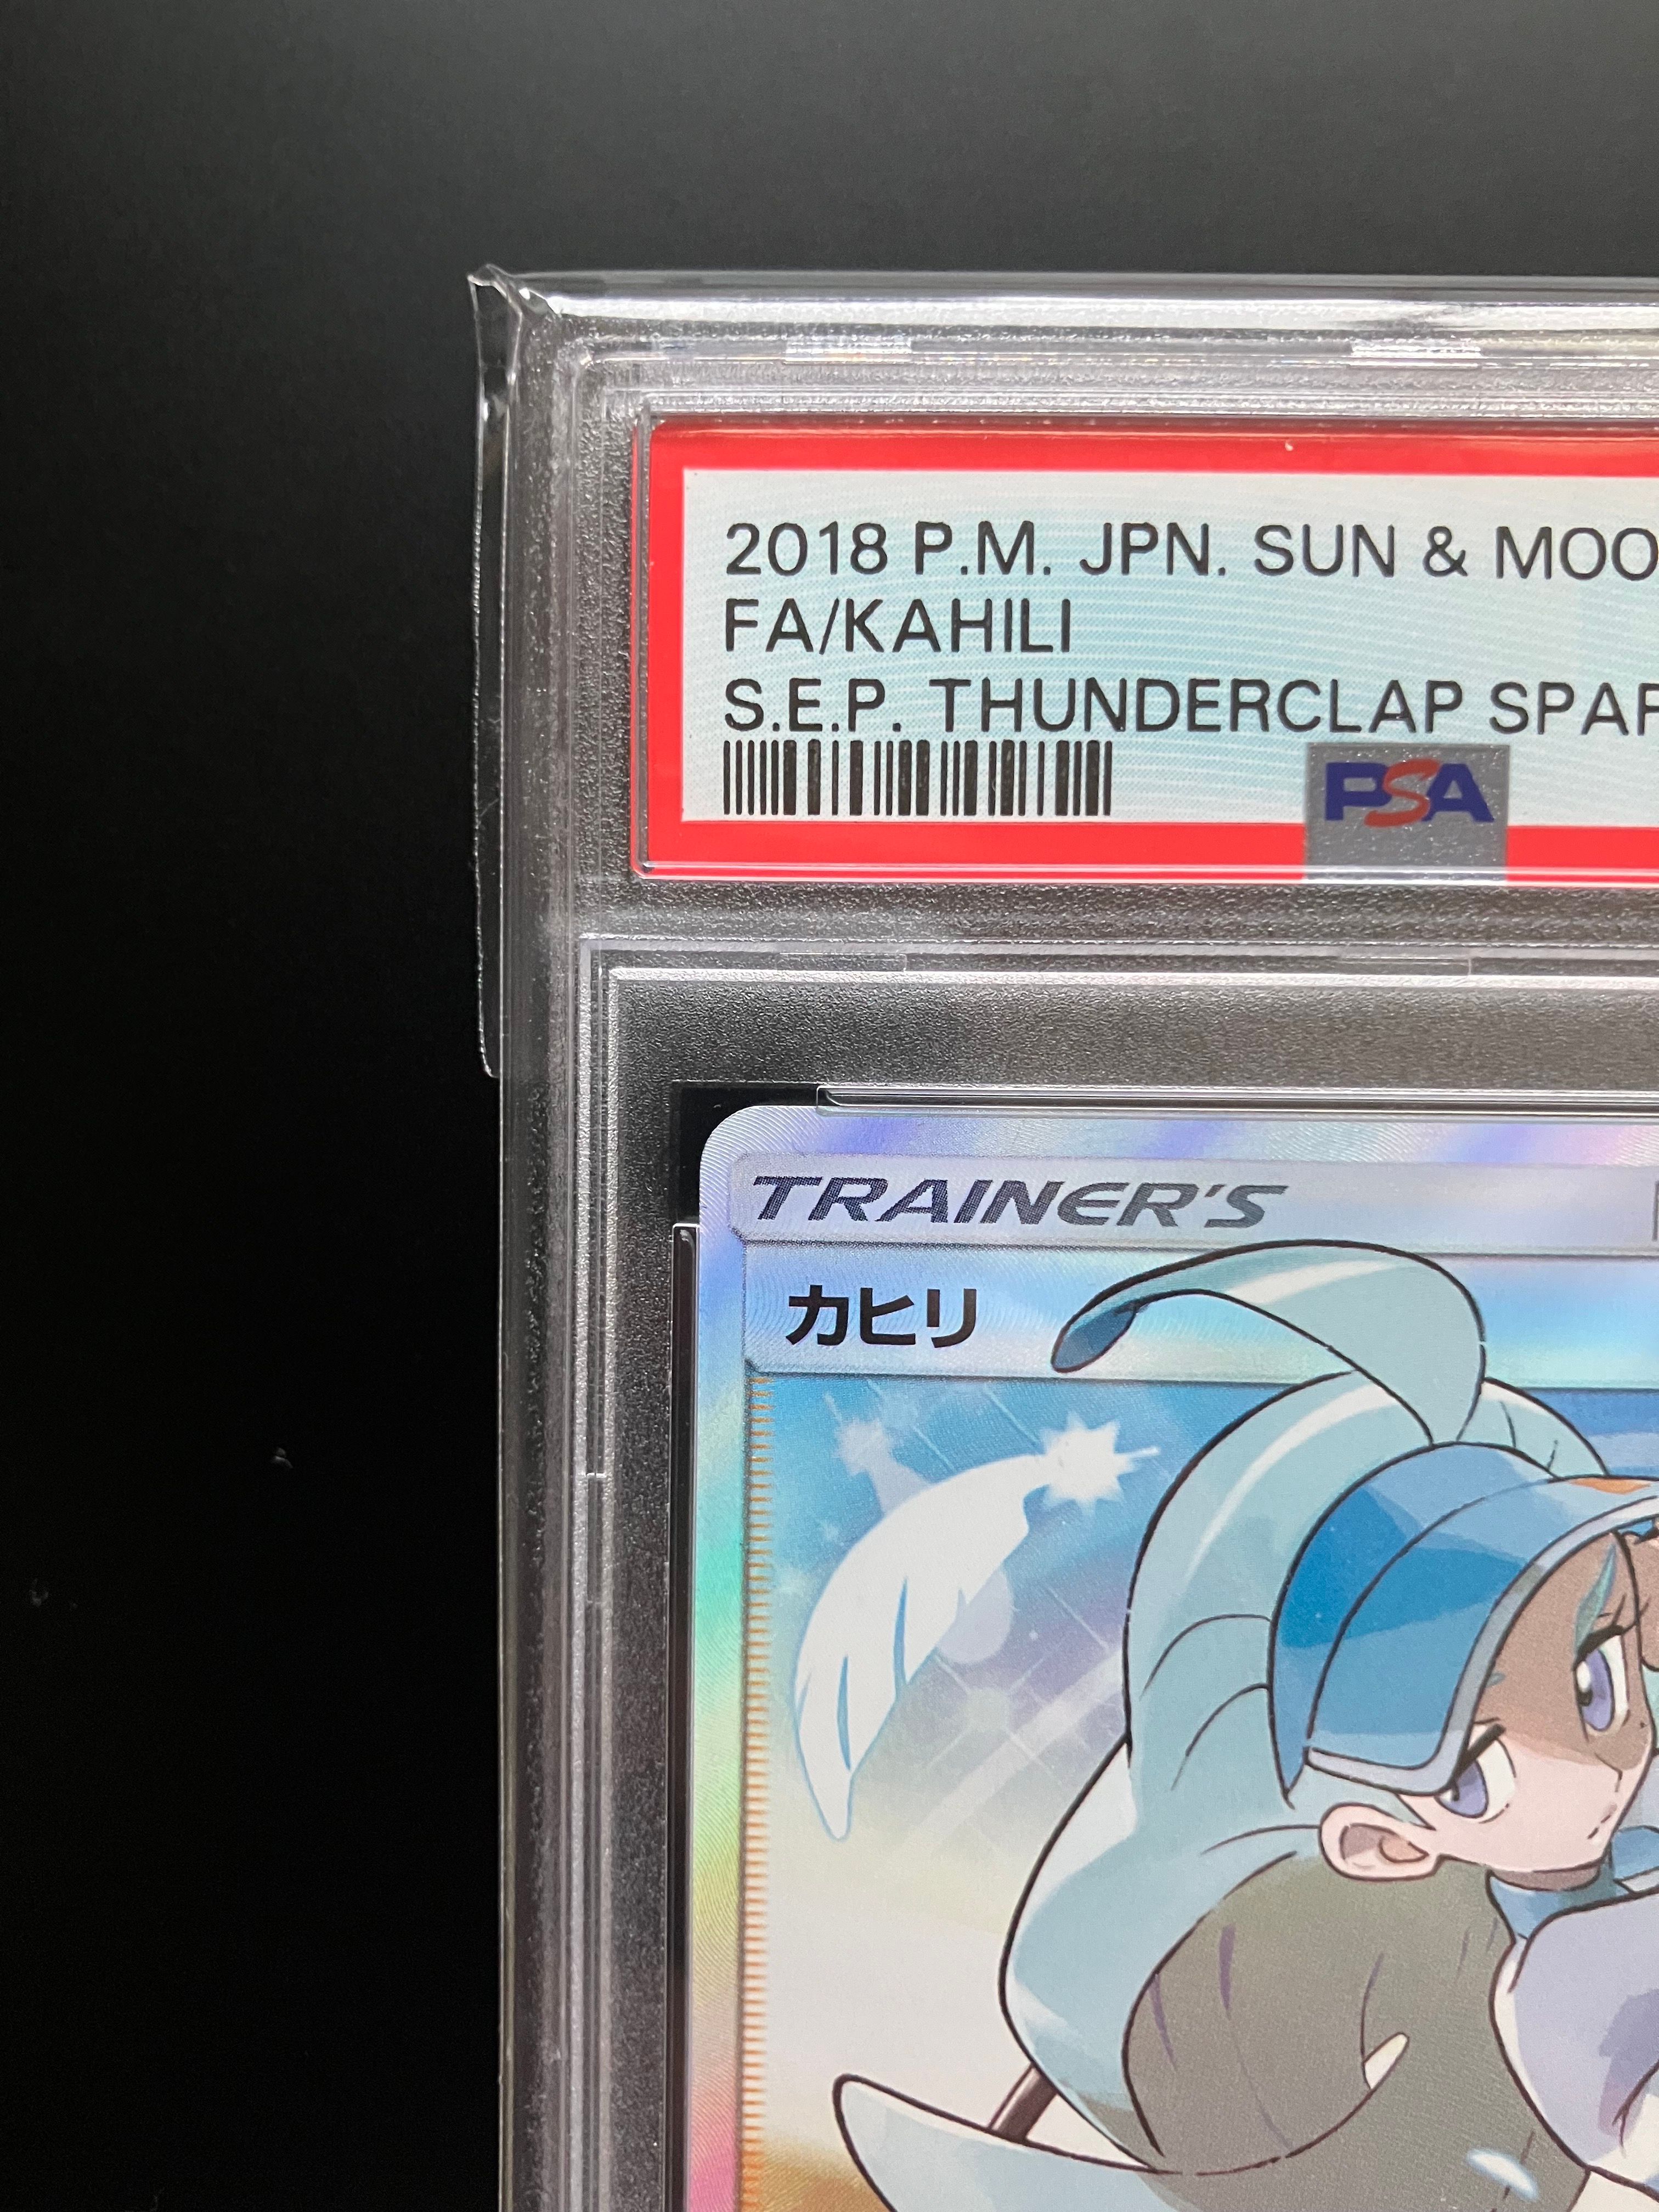 2018 P.M. JPN. SUN & MOO
FA/KAHILI
S.E.P. THUNDERCLAP SPAR
PSA
TRAINER'S
カヒリ